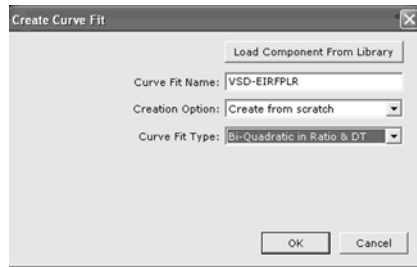 Create Curve Fit
Load Component From Library
Curve Fit Name: VSD-EIRFPLR
Creation Option: Create from scratch
Curve Fit Type: Bi-Quadratic in Ratio & DT
OK Cancel